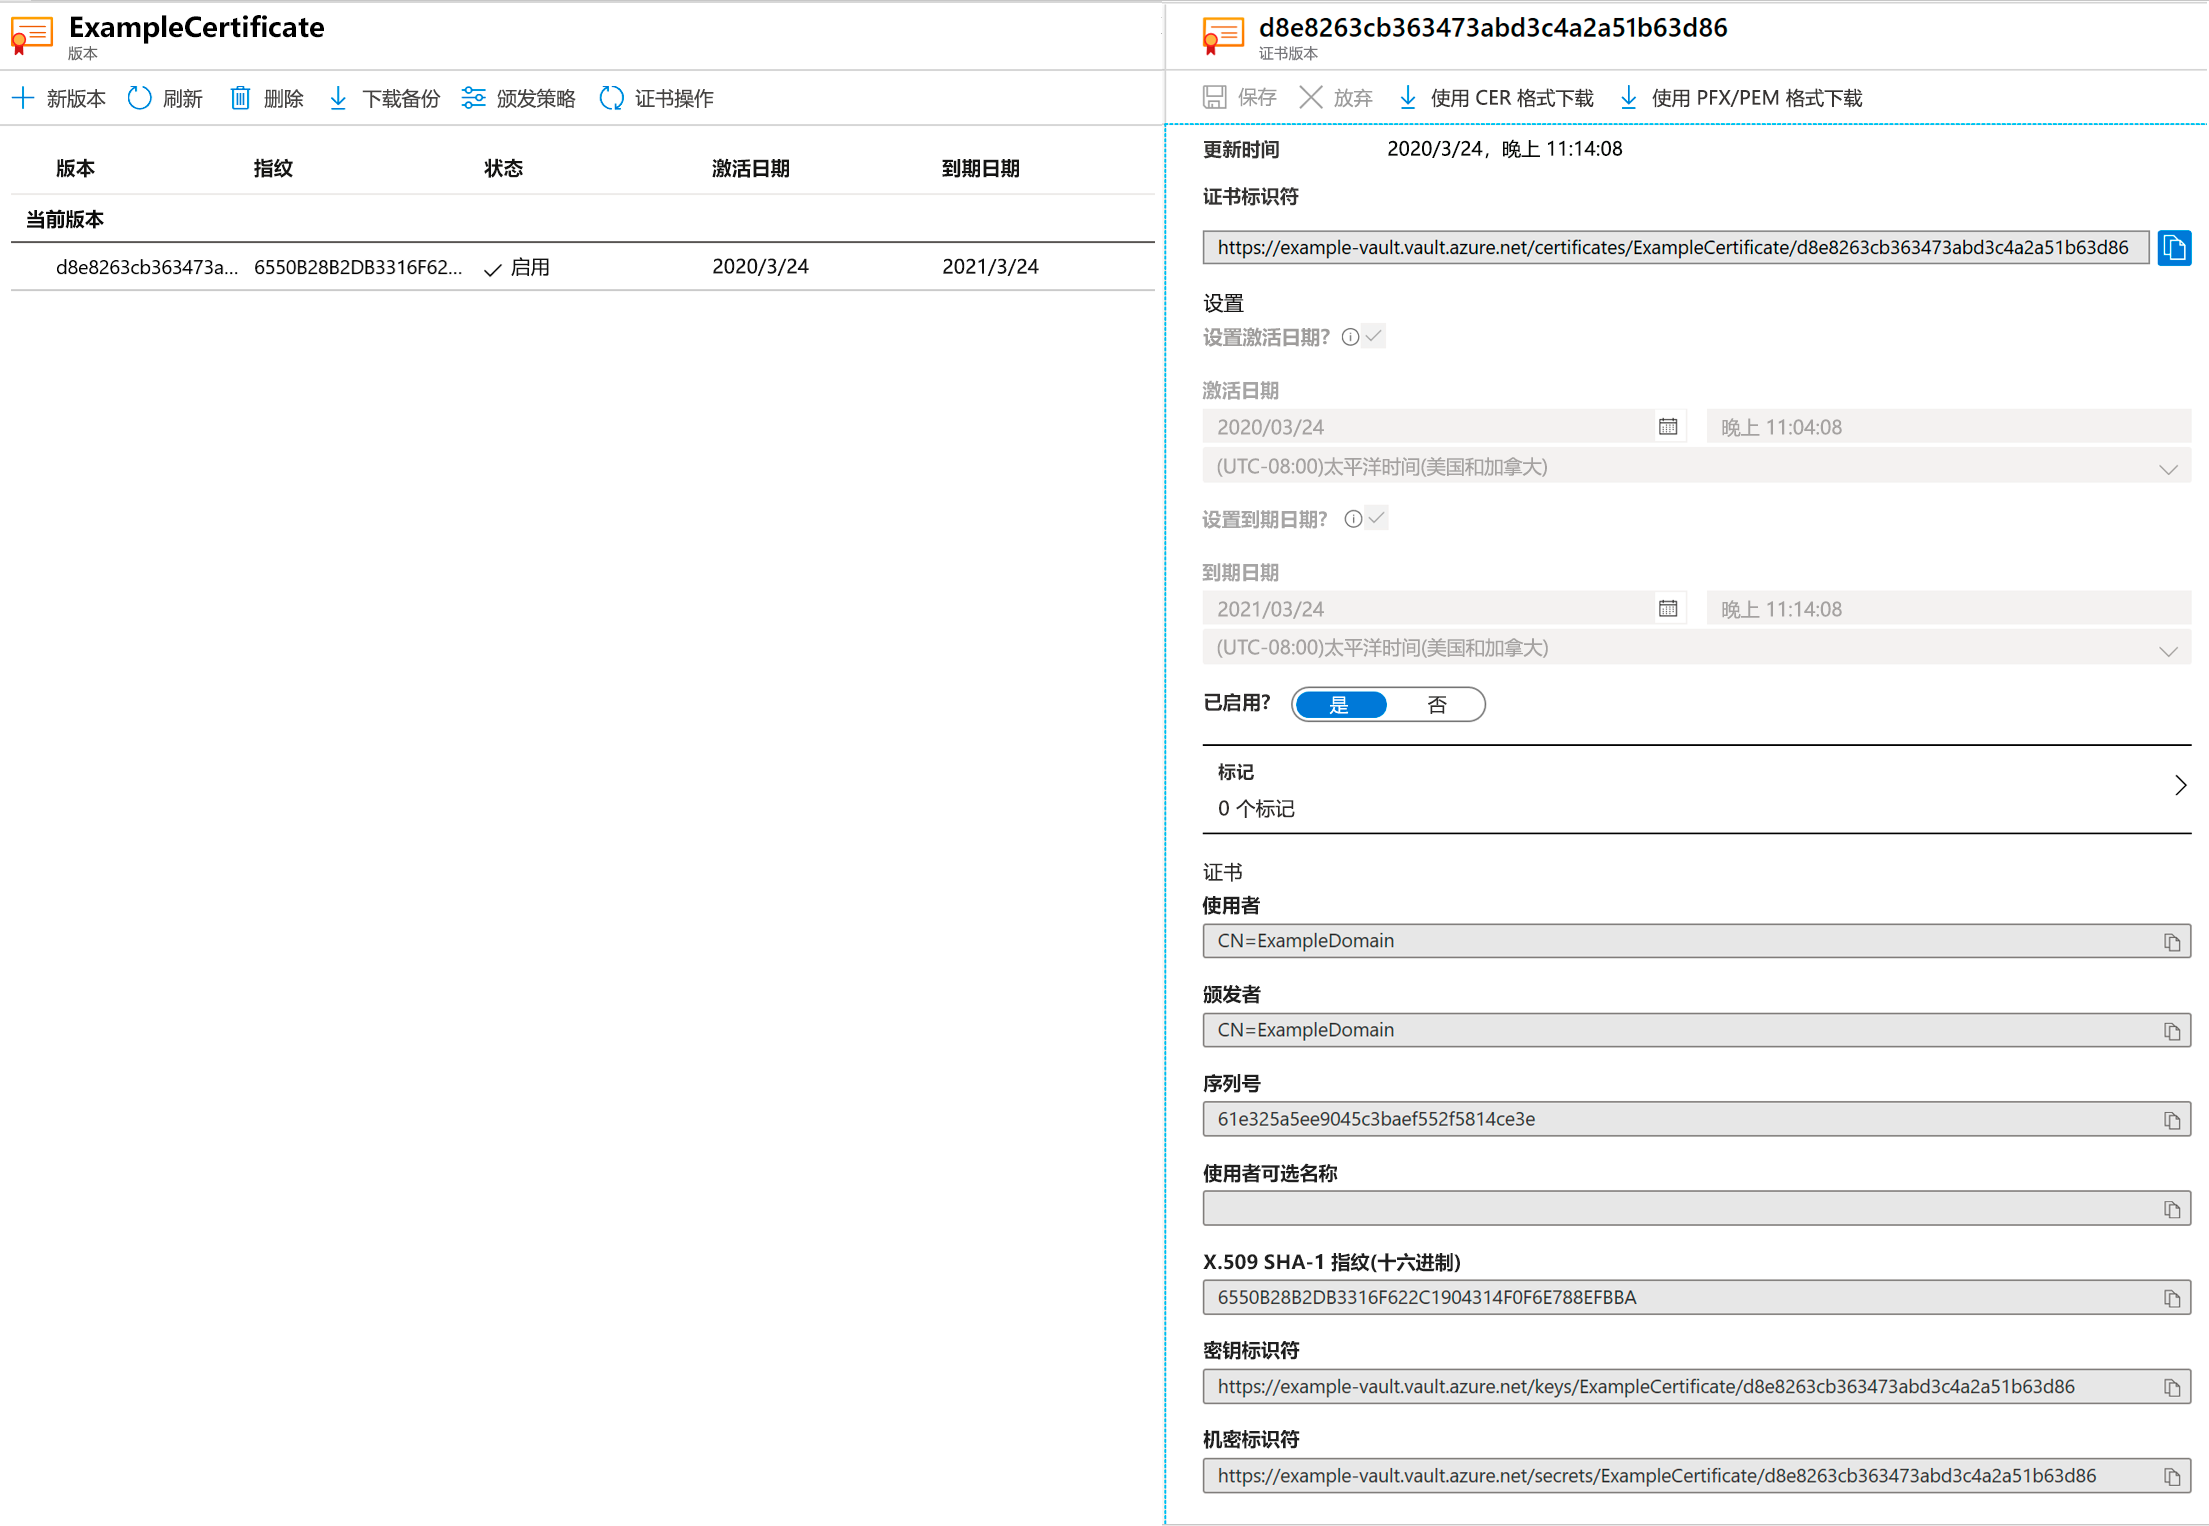 ExampleCertificate
版本
新版本 刷新 删除 下载备份 颁发策略 证书操作
版本 指纹 状态 激活日期 到期日期
当前版本
d8e8263cb363473a... 6550B28B2DB3316F62... 启用 2020/3/24 2021/3/24
d8e8263cb363473abd3c4a2a51b63d86
证书版本
保存 放弃 使用 CER 格式下载 使用 PFX/PEM 格式下载
更新时间 2020/3/24，晚上 11:14:08
证书标识符
https://example-vault.vault.azure.net/certificates/ExampleCertificate/d8e8263cb363473abd3c4a2a51b63d86
设置
设置激活日期?
激活日期
2020/03/24 晚上 11:04:08
(UTC-08:00)太平洋时间(美国和加拿大)
设置到期日期?
到期日期
2021/03/24 晚上 11:14:08
(UTC-08:00)太平洋时间(美国和加拿大)
已启用? 是 否
标记
0 个标记
证书
使用者
CN=ExampleDomain
颁发者
CN=ExampleDomain
序列号
61e325a5ee9045c3baef552f5814ce3e
使用者可选名称
X.509 SHA-1 指纹(十六进制)
6550B28B2DB3316F622C1904314F0F6E788EFBBA
密钥标识符
https://example-vault.vault.azure.net/keys/ExampleCertificate/d8e8263cb363473abd3c4a2a51b63d86
机密标识符
https://example-vault.vault.azure.net/secrets/ExampleCertificate/d8e8263cb363473abd3c4a2a51b63d86